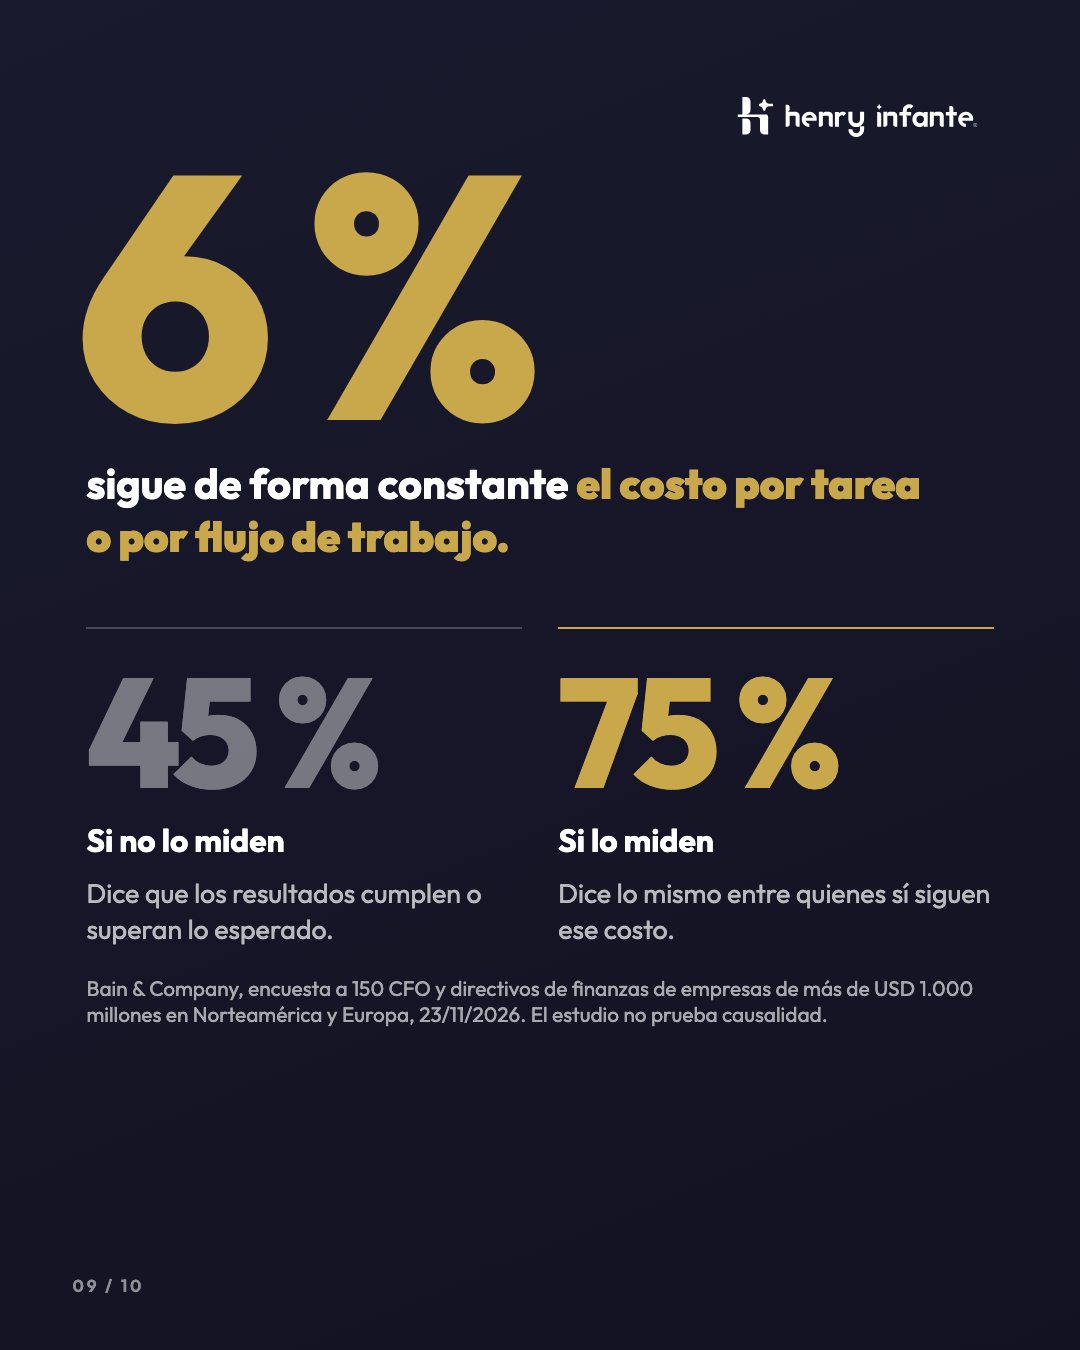 henry infante
6 %
sigue de forma constante el costo por tarea
o por flujo de trabajo.
45 %
Si no lo miden
Dice que los resultados cumplen o
superan lo esperado.
75 %
Si lo miden
Dice lo mismo entre quienes sí siguen
ese costo.
Bain & Company, encuesta a 150 CFO y directivos de finanzas de empresas de más de USD 1.000
millones en Norteamérica y Europa, 23/11/2026. El estudio no prueba causalidad.
09 / 10